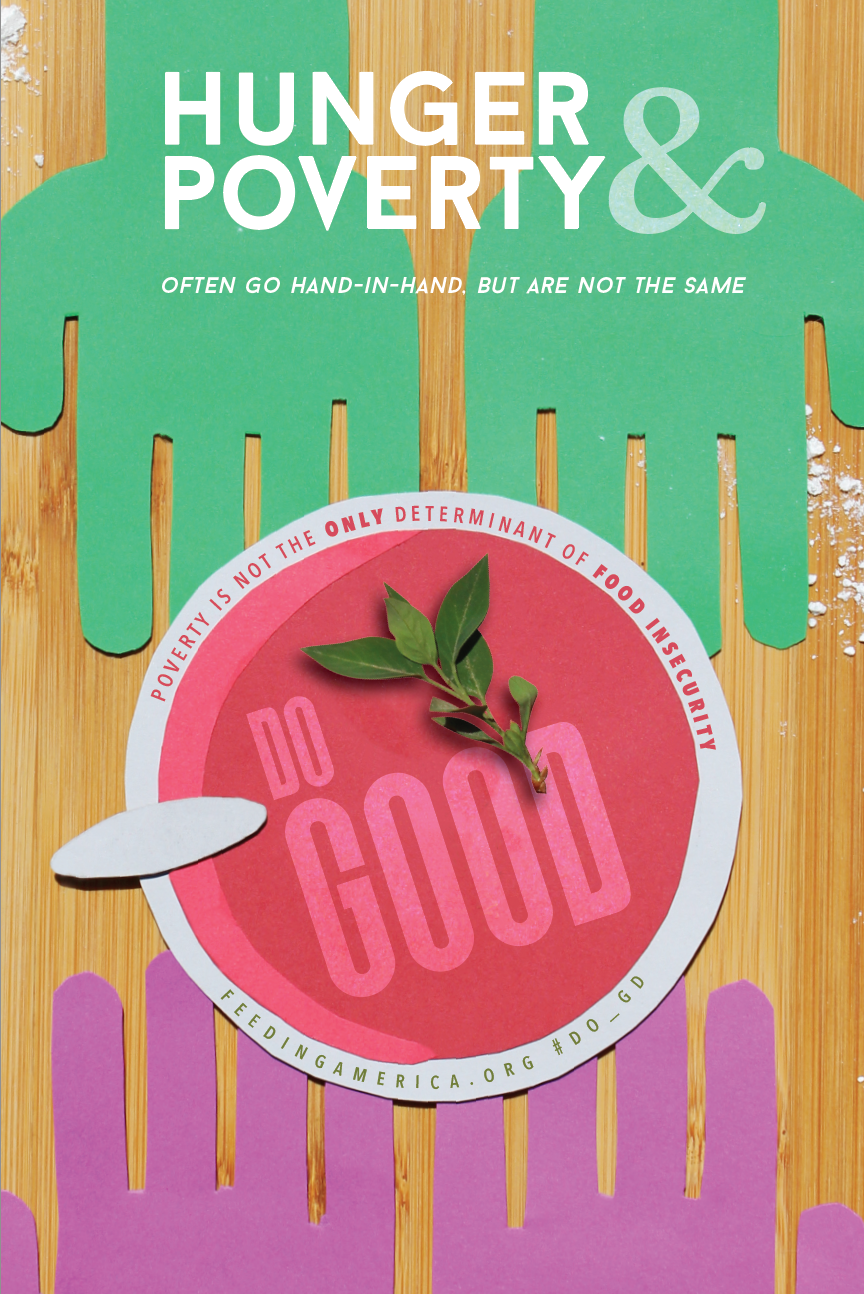 HUNGER &
POVERTY
OFTEN GO HAND-IN-HAND, BUT ARE NOT THE SAME
POVERTY IS NOT THE ONLY DETERMINANT OF FOOD INSECURITY
DO
GOOD
FEEDINGAMERICA.ORG #DO_GD